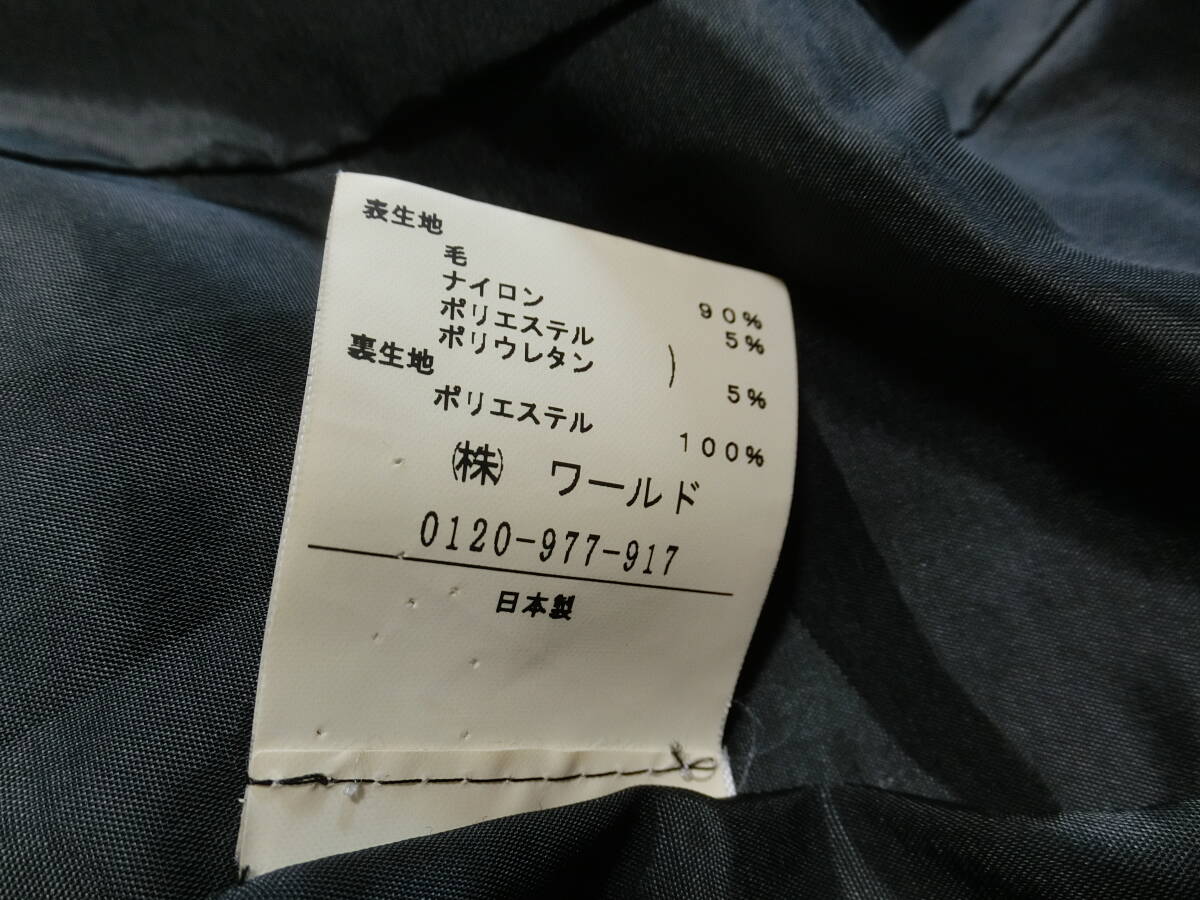 表生地
毛 90%
ナイロン 5%
ポリエステル
ポリウレタン ) 5%
裏生地
ポリエステル 100%
㈱ ワールド
0120-977-917
日本製